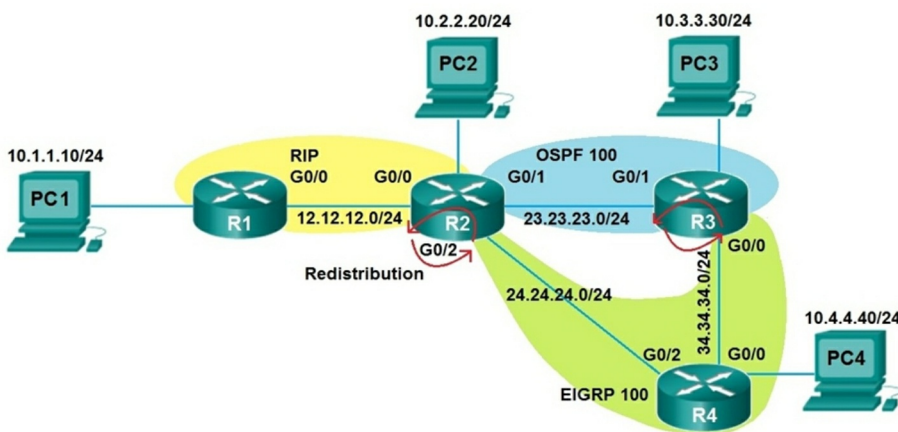 10.2.2.20/24
10.3.3.30/24
PC2
PC3
10.1.1.10/24
RIP
OSPF 100
G0/0
G0/0
G0/1
G0/1
PC1
R1
R2
R3
12.12.12.0/24
23.23.23.0/24
G0/2
G0/0
Redistribution
24.24.24.0/24
34.34.34.0/24
10.4.4.40/24
G0/2
G0/0
PC4
EIGRP 100
R4